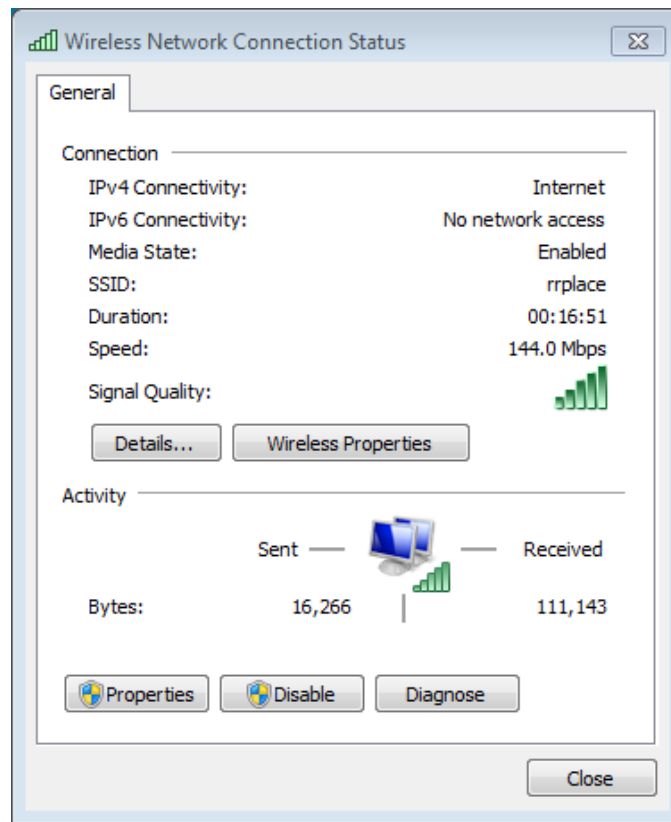 Wireless Network Connection Status
General
Connection
IPv4 Connectivity: Internet
IPv6 Connectivity: No network access
Media State: Enabled
SSID: rrplace
Duration: 00:16:51
Speed: 144.0 Mbps
Signal Quality:
Details... Wireless Properties
Activity
Sent Received
Bytes: 16,266 111,143
Properties Disable Diagnose
Close